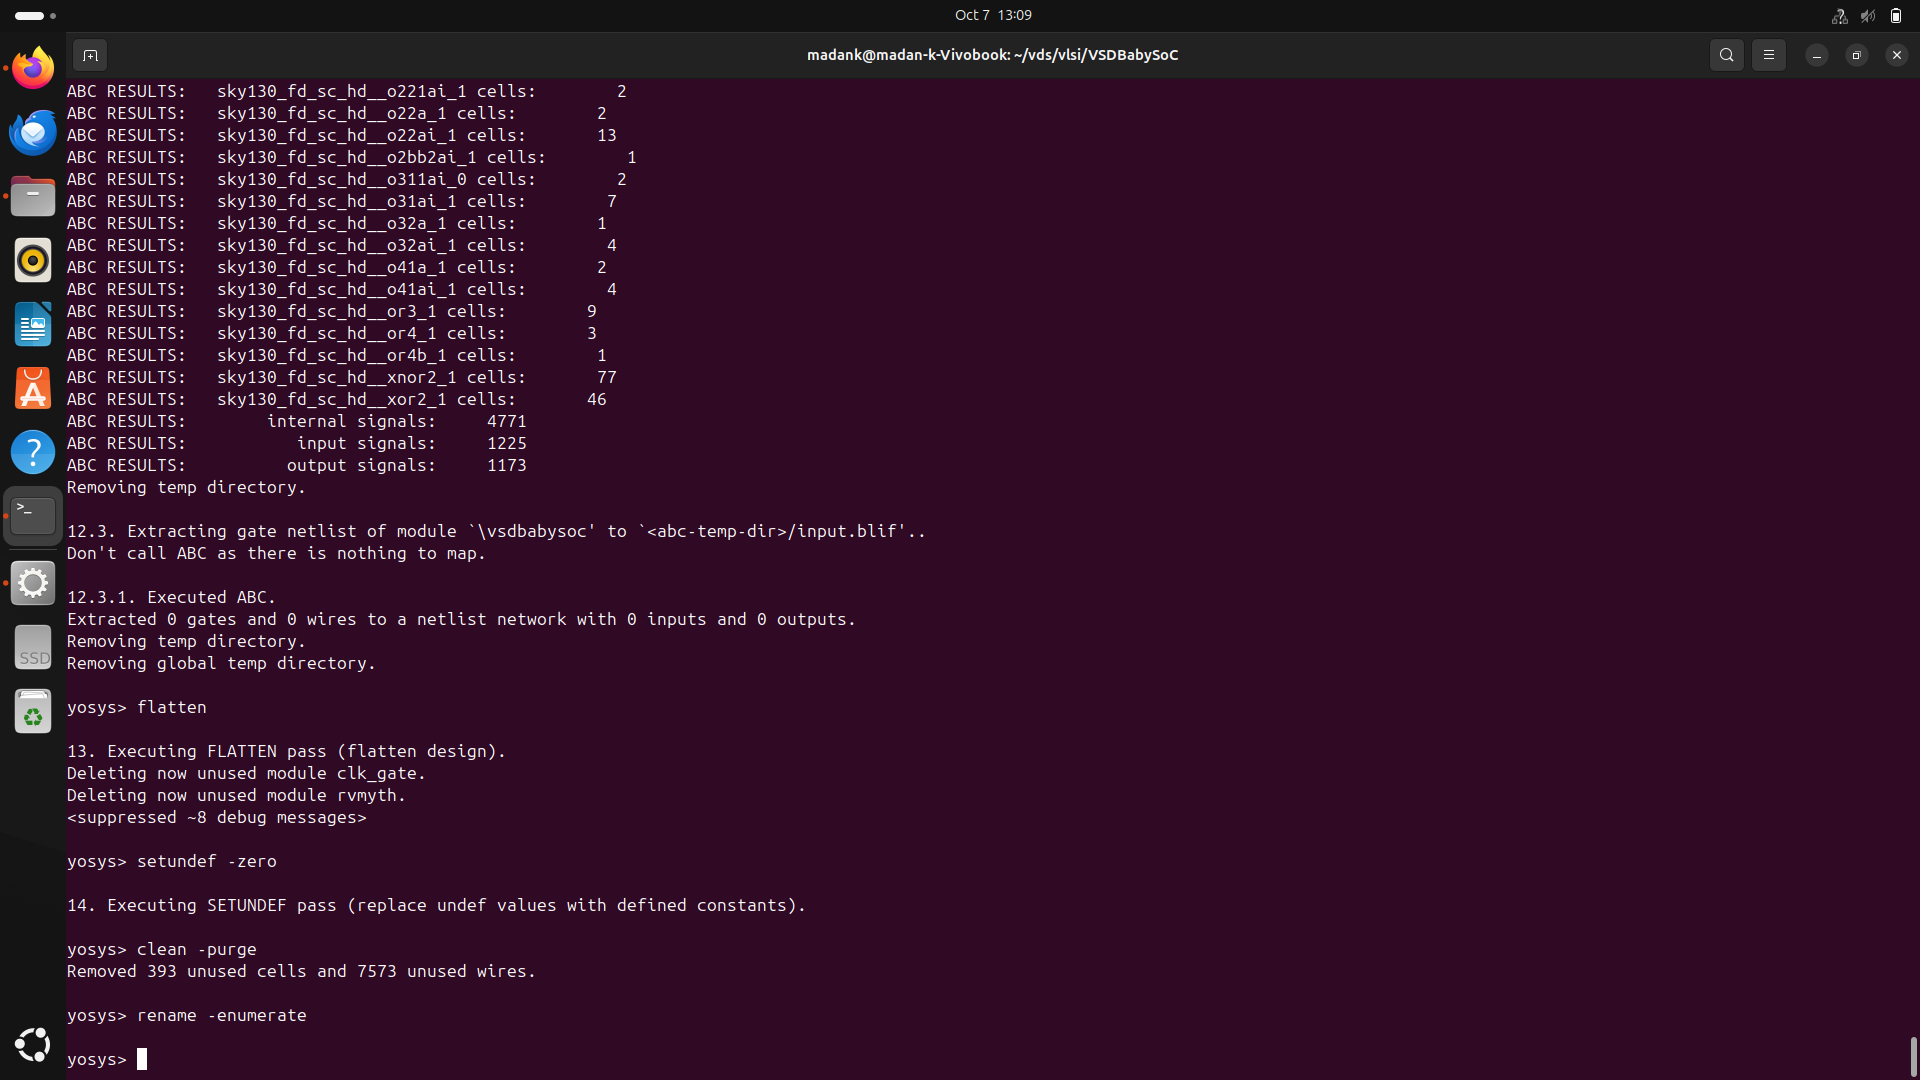 Oct 7 13:09
madank@madan-k-Vivobook: ~/vds/vlsi/VSDBabySoC
ABC RESULTS:   sky130_fd_sc_hd__o221ai_1 cells:        2
ABC RESULTS:   sky130_fd_sc_hd__o22a_1 cells:        2
ABC RESULTS:   sky130_fd_sc_hd__o22ai_1 cells:       13
ABC RESULTS:   sky130_fd_sc_hd__o2bb2ai_1 cells:        1
ABC RESULTS:   sky130_fd_sc_hd__o311ai_0 cells:        2
ABC RESULTS:   sky130_fd_sc_hd__o31ai_1 cells:        7
ABC RESULTS:   sky130_fd_sc_hd__o32a_1 cells:        1
ABC RESULTS:   sky130_fd_sc_hd__o32ai_1 cells:        4
ABC RESULTS:   sky130_fd_sc_hd__o41a_1 cells:        2
ABC RESULTS:   sky130_fd_sc_hd__o41ai_1 cells:        4
ABC RESULTS:   sky130_fd_sc_hd__or3_1 cells:        9
ABC RESULTS:   sky130_fd_sc_hd__or4_1 cells:        3
ABC RESULTS:   sky130_fd_sc_hd__or4b_1 cells:        1
ABC RESULTS:   sky130_fd_sc_hd__xnor2_1 cells:       77
ABC RESULTS:   sky130_fd_sc_hd__xor2_1 cells:       46
ABC RESULTS:        internal signals:     4771
ABC RESULTS:           input signals:     1225
ABC RESULTS:          output signals:     1173
Removing temp directory.
12.3. Extracting gate netlist of module `\vsdbabysoc' to `<abc-temp-dir>/input.blif'..
Don't call ABC as there is nothing to map.
12.3.1. Executed ABC.
Extracted 0 gates and 0 wires to a netlist network with 0 inputs and 0 outputs.
Removing temp directory.
Removing global temp directory.
yosys> flatten
13. Executing FLATTEN pass (flatten design).
Deleting now unused module clk_gate.
Deleting now unused module rvmyth.
<suppressed ~8 debug messages>
yosys> setundef -zero
14. Executing SETUNDEF pass (replace undef values with defined constants).
yosys> clean -purge
Removed 393 unused cells and 7573 unused wires.
yosys> rename -enumerate
yosys>
SSD